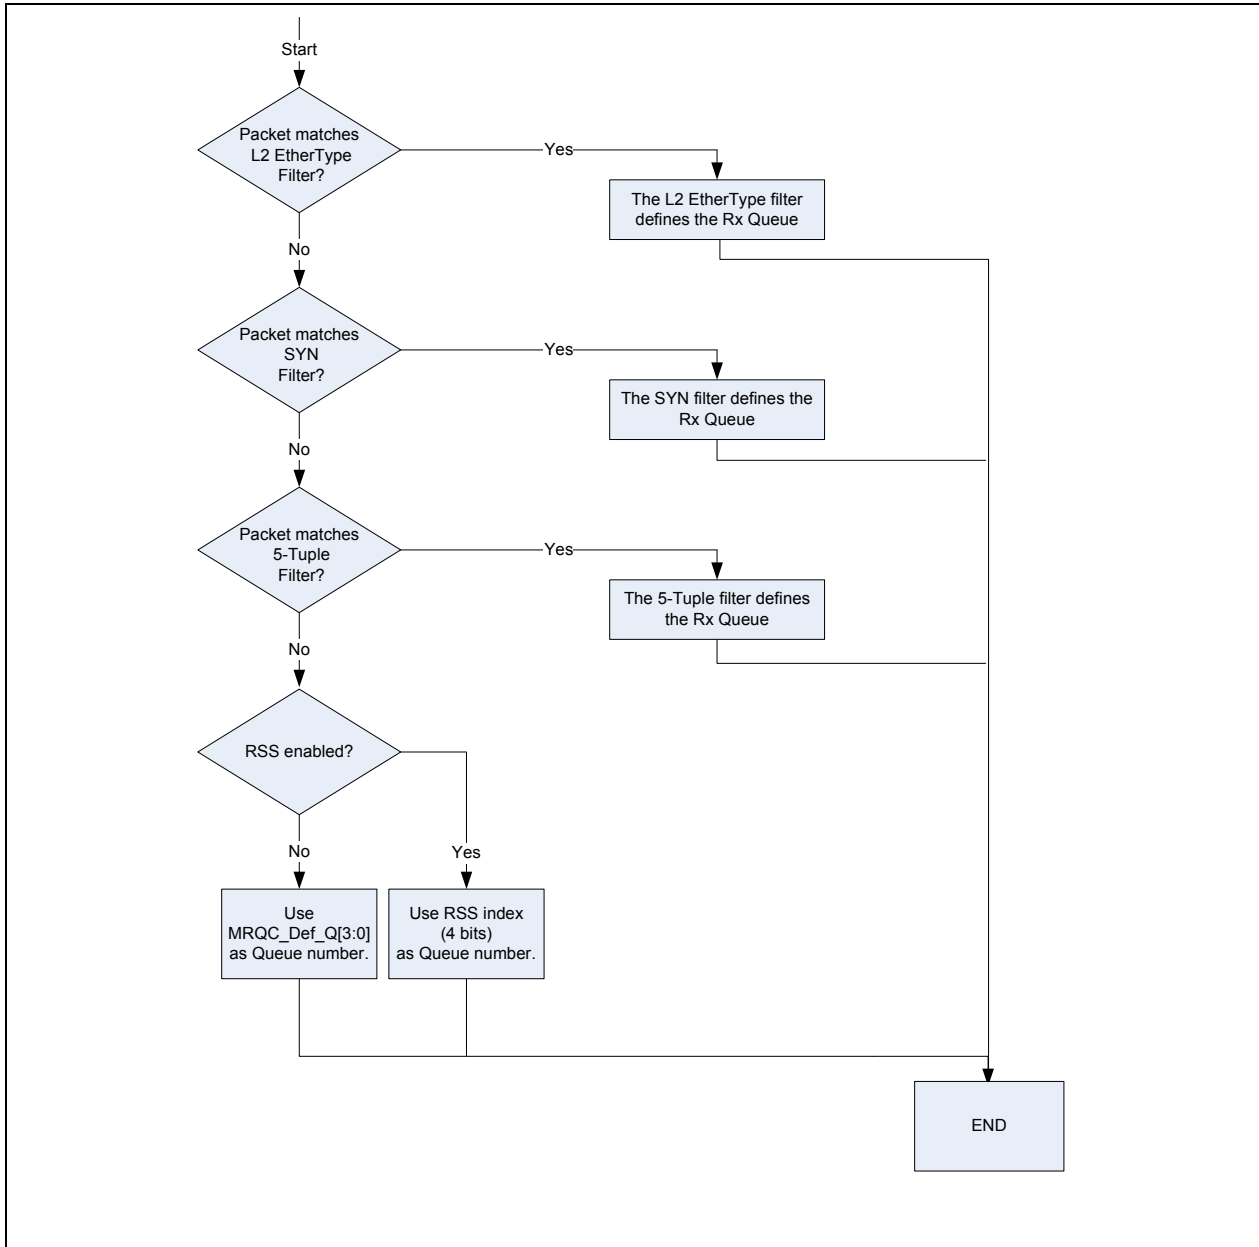 Start
Packet matches
L2 EtherType
Filter?
Yes
The L2 EtherType filter
defines the Rx Queue
No
Packet matches
SYN
Filter?
Yes
The SYN filter defines the
Rx Queue
No
Packet matches
5-Tuple
Filter?
Yes
The 5-Tuple filter defines
the Rx Queue
No
RSS enabled?
No
Yes
Use
MRQC_Def_Q[3:0]
as Queue number.
Use RSS index
(4 bits)
as Queue number.
END